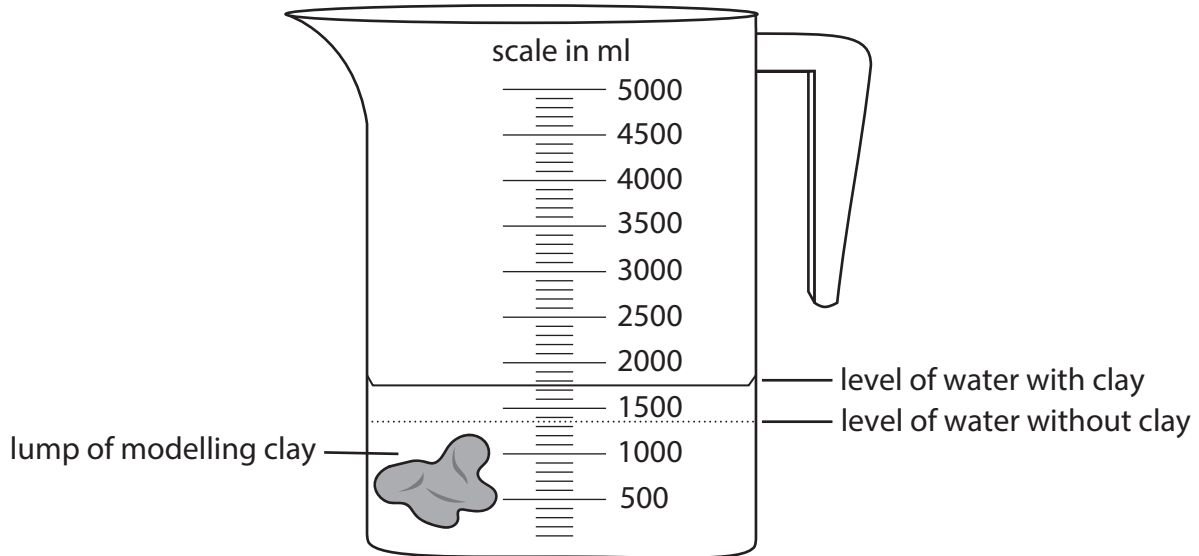 scale in ml
5000
4500
4000
3500
3000
2500
2000
level of water with clay
1500
level of water without clay
lump of modelling clay
1000
500